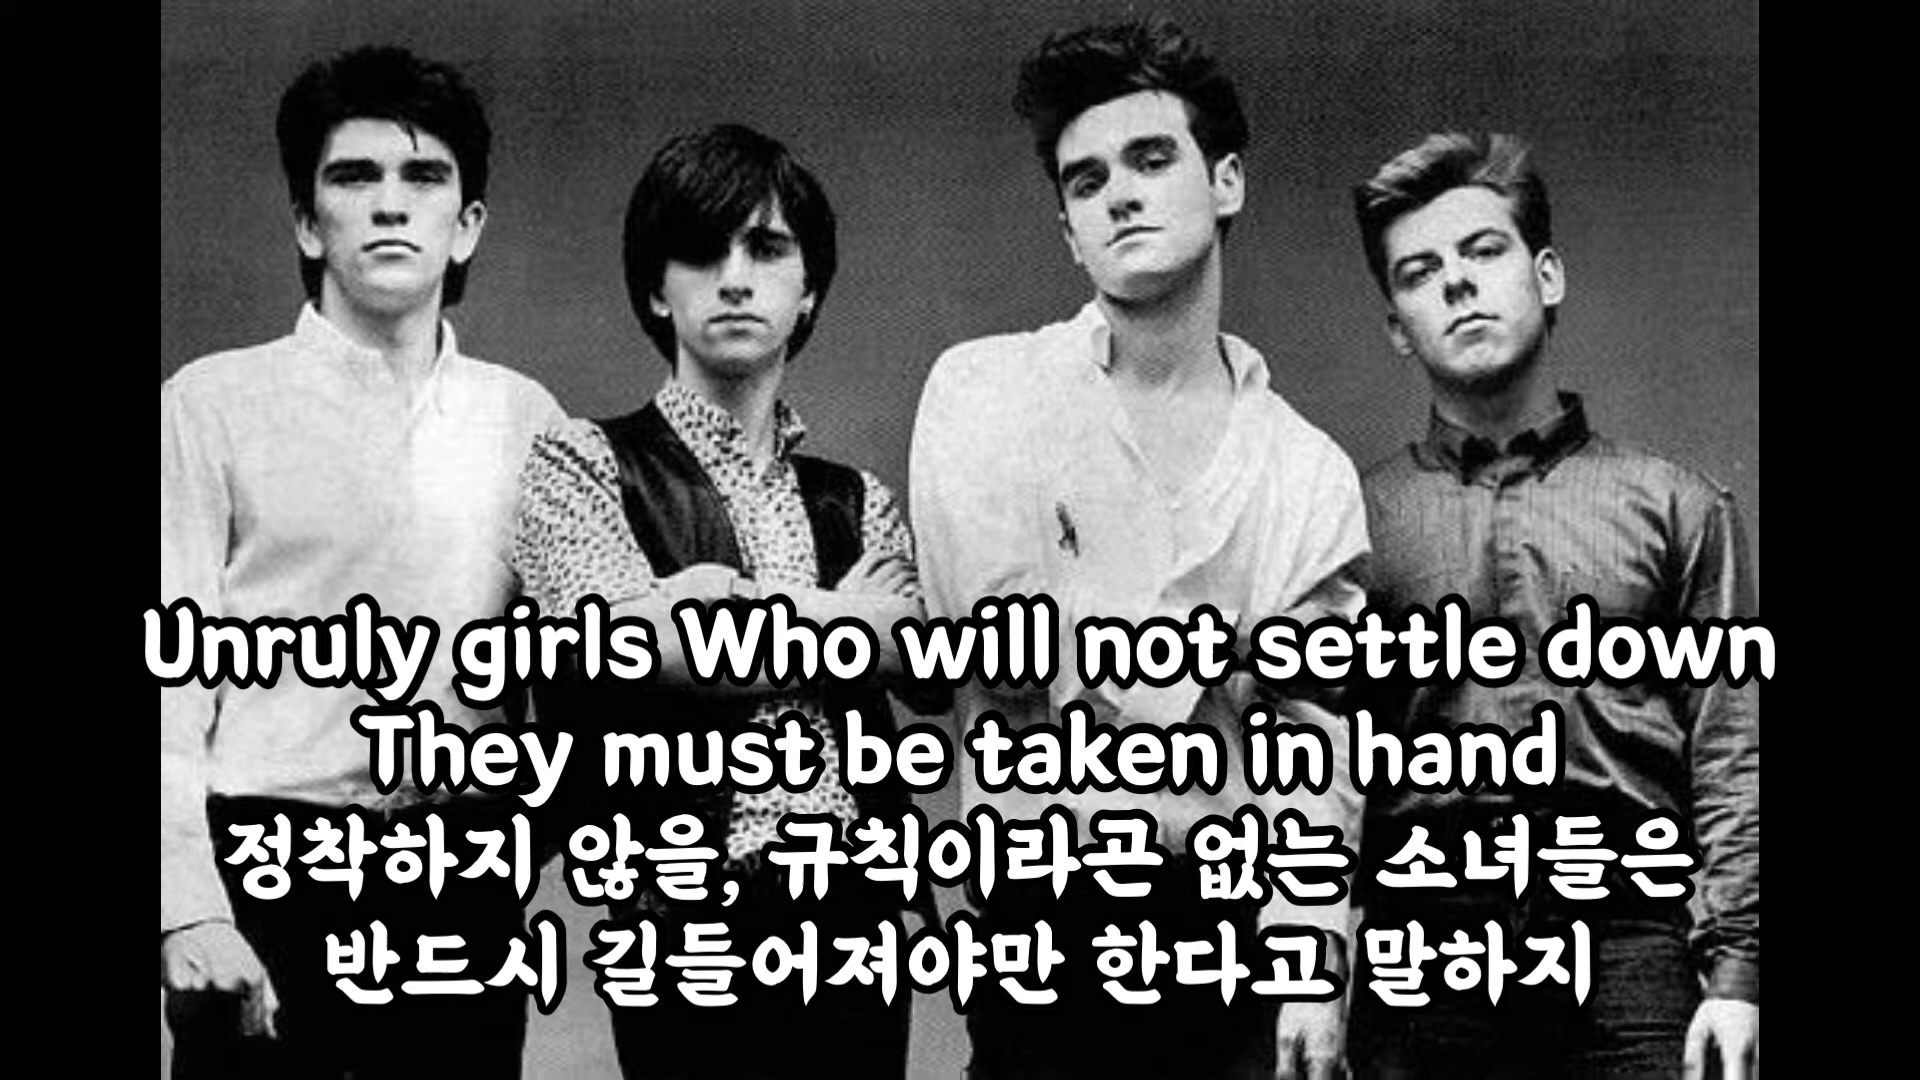 Unruly girls Who will not settle down
They must be taken in hand
정착하지 않을, 규칙이라곤 없는 소녀들은
반드시 길들어져야만 한다고 말하지